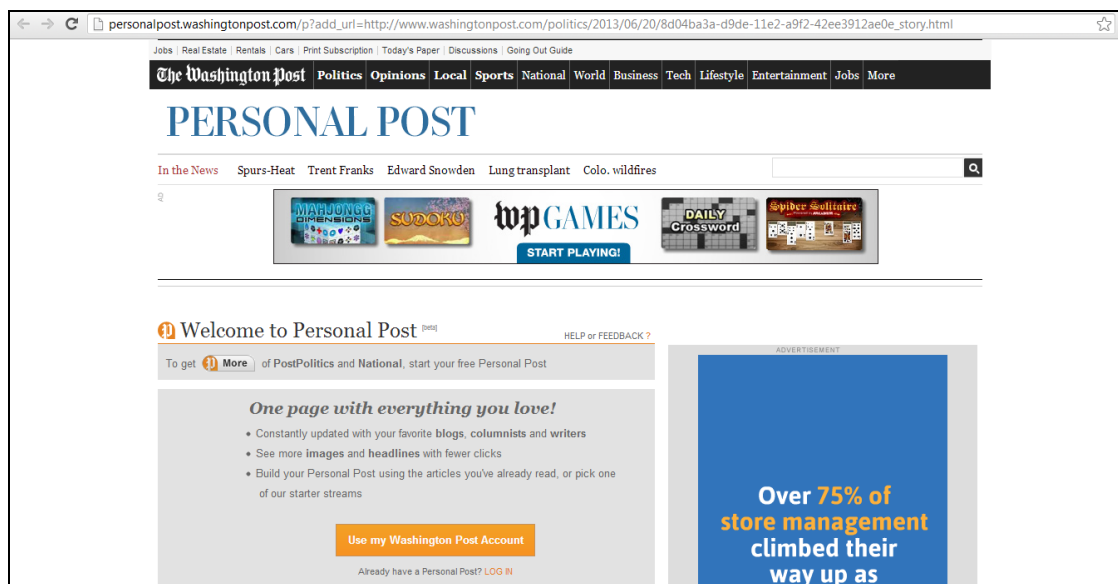 personalpost.washingtonpost.com/p?add_url=http://www.washingtonpost.com/politics/2013/06/20/8d04ba3a-d9de-11e2-a9f2-42ee3912ae0e_story.html
Jobs | Real Estate | Rentals | Cars | Print Subscription | Today's Paper | Discussions | Going Out Guide
The Washington Post Politics Opinions Local Sports National World Business Tech Lifestyle Entertainment Jobs More
PERSONAL POST
In the News Spurs-Heat Trent Franks Edward Snowden Lung transplant Colo. wildfires
AD
MAHJONGG DIMENSIONS
SUDOKU
wp GAMES
START PLAYING!
DAILY Crossword
Spider Solitaire
Welcome to Personal Post [beta]
HELP or FEEDBACK ?
To get More of PostPolitics and National, start your free Personal Post
One page with everything you love!
• Constantly updated with your favorite blogs, columnists and writers
• See more images and headlines with fewer clicks
• Build your Personal Post using the articles you've already read, or pick one
of our starter streams
Use my Washington Post Account
Already have a Personal Post? LOG IN
ADVERTISEMENT
Over 75% of
store management
climbed their
way up as